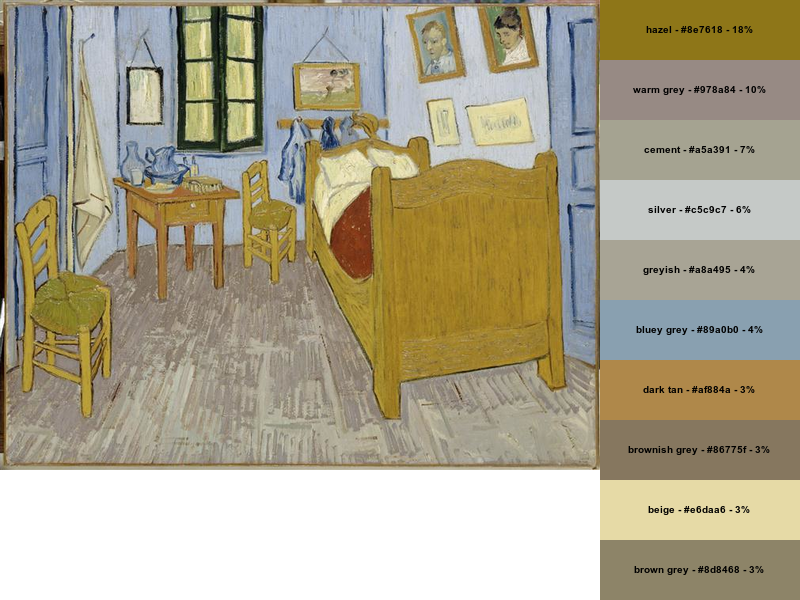 hazel - #8e7618 - 18%
warm grey - #978a84 - 10%
cement - #a5a391 - 7%
silver - #c5c9c7 - 6%
greyish - #a8a495 - 4%
bluey grey - #89a0b0 - 4%
dark tan - #af884a - 3%
brownish grey - #86775f - 3%
beige - #e6daa6 - 3%
brown grey - #8d8468 - 3%